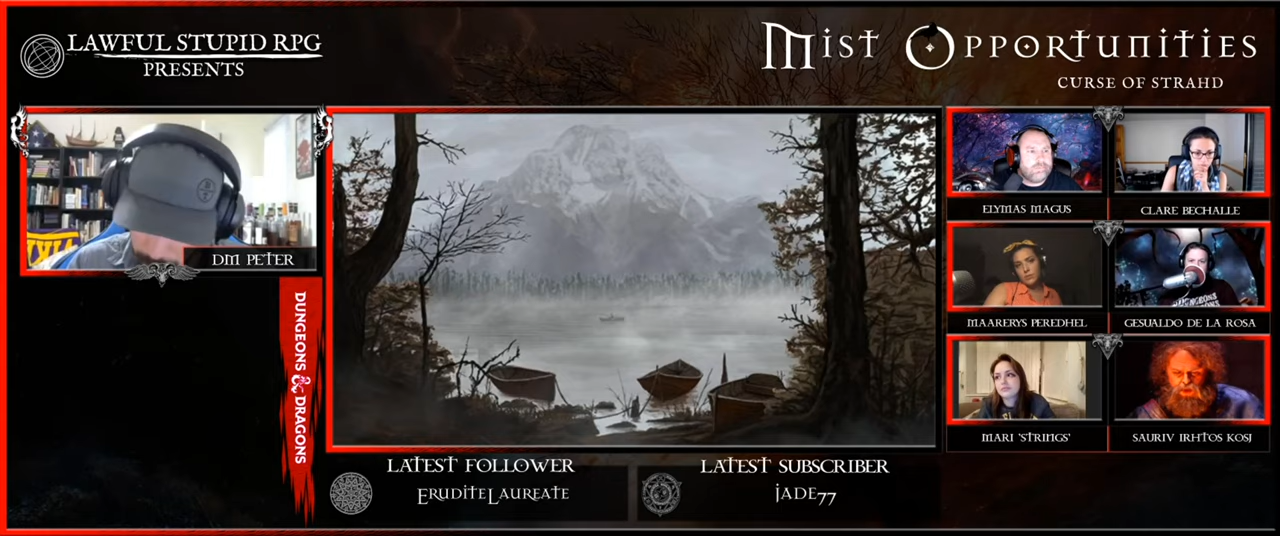 LAWFUL STUPID RPG
PRESENTS
MIST OPPORTUNITIES
CURSE OF STRAHD
DM PETER
ELYMAS MAGUS
CLARE BECHALLE
MAARERYS PEREDHEL
GESUALDO DE LA ROSA
MARI 'STRINGS'
SAURIV IRHTOS KOSJ
DUNGEONS & DRAGONS
LATEST FOLLOWER
ERUDITELAUREATE
LATEST SUBSCRIBER
JADE77